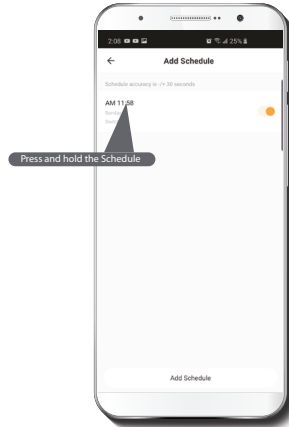 2:08 25%
Add Schedule
Schedule accuracy is -/+ 30 seconds
AM 11:58
Sunday
Press and hold the Schedule
Add Schedule